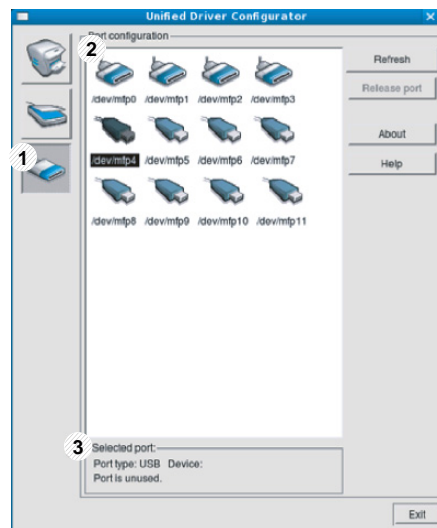 Unified Driver Configurator
2
Port configuration
/dev/mfp0 /dev/mfp1 /dev/mfp2 /dev/mfp3
/dev/mfp4 /dev/mfp5 /dev/mfp6 /dev/mfp7
/dev/mfp8 /dev/mfp9 /dev/mfp10 /dev/mfp11
Refresh
Release port
About
Help
1
3
Selected port:
Port type: USB Device:
Port is unused.
Exit